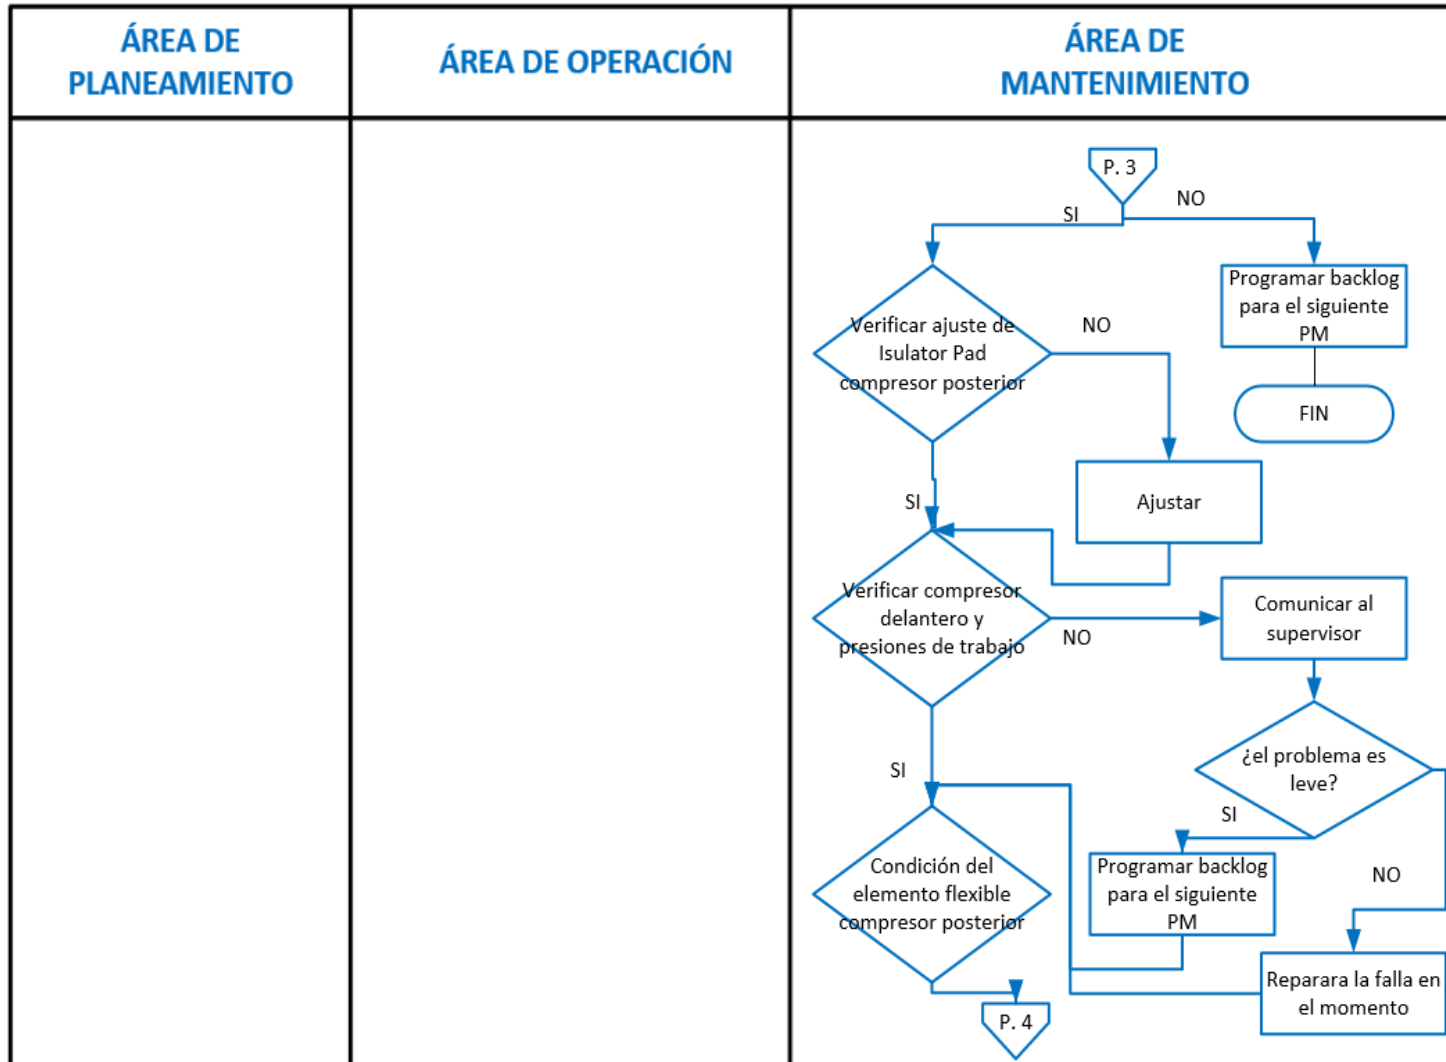 ÁREA DE
PLANEAMIENTO
ÁREA DE OPERACIÓN
ÁREA DE
MANTENIMIENTO
P. 3
SI
NO
Programar backlog
para el siguiente
PM
FIN
Verificar ajuste de
Isulator Pad
compresor posterior
NO
Ajustar
SI
Verificar compresor
delantero y
presiones de trabajo
NO
Comunicar al
supervisor
¿el problema es
leve?
SI
SI
NO
Programar backlog
para el siguiente
PM
Condición del
elemento flexible
compresor posterior
Reparara la falla en
el momento
P. 4